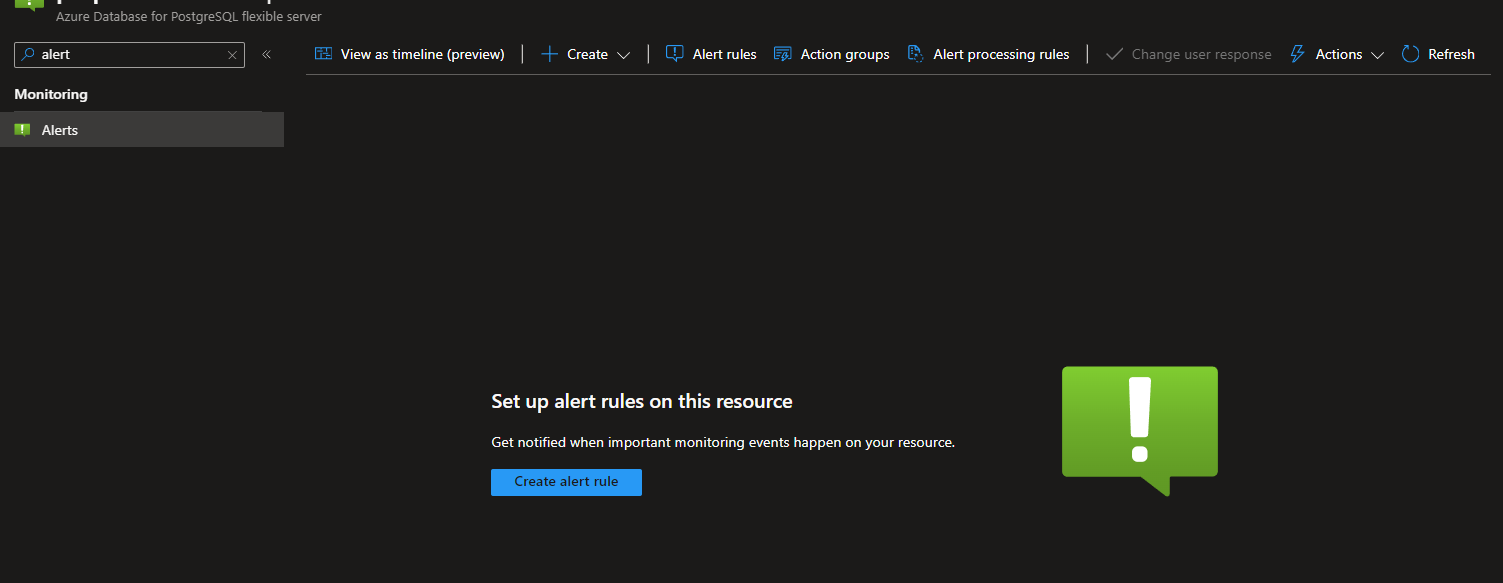 Azure Database for PostgreSQL flexible server
alert
View as timeline (preview) Create Alert rules Action groups Alert processing rules Change user response Actions Refresh
Monitoring
Alerts
Set up alert rules on this resource
Get notified when important monitoring events happen on your resource.
Create alert rule